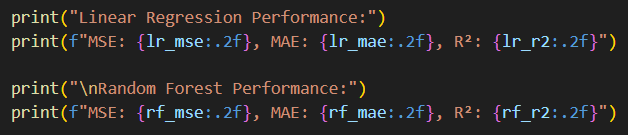 print("Linear Regression Performance:")
print(f"MSE: {lr_mse:.2f}, MAE: {lr_mae:.2f}, R²: {lr_r2:.2f}")
print("\nRandom Forest Performance:")
print(f"MSE: {rf_mse:.2f}, MAE: {rf_mae:.2f}, R²: {rf_r2:.2f}")